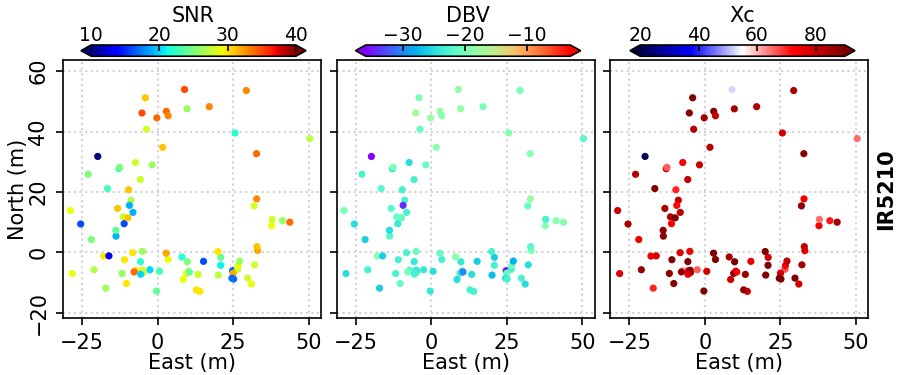 SNR DBV Xc
10 20 30 40 −30 −20 −10 20 40 60 80
60
40
20
0
−20
North (m)
IR5210
−25 0 25 50 −25 0 25 50 −25 0 25 50
East (m) East (m) East (m)